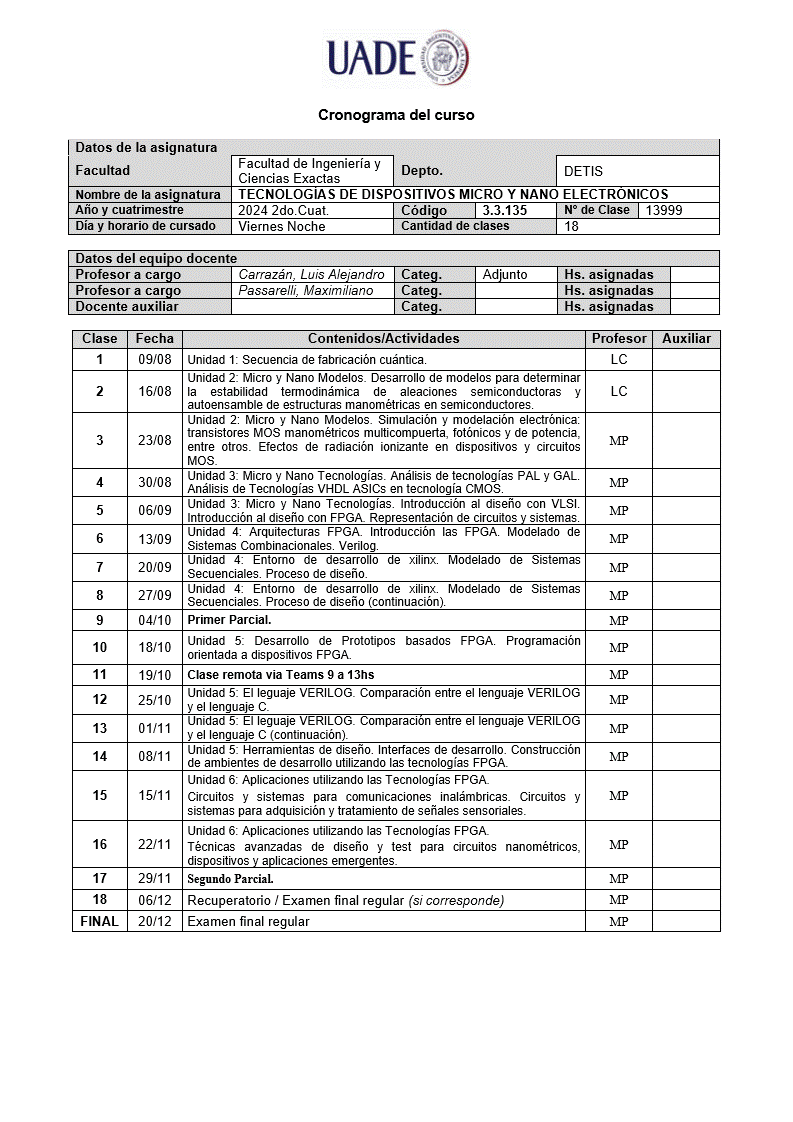 UADE
UNIVERSIDAD ARGENTINA DE LA EMPRESA
Cronograma del curso
Datos de la asignatura
Facultad Facultad de Ingeniería y Ciencias Exactas Depto. DETIS
Nombre de la asignatura TECNOLOGÍAS DE DISPOSITIVOS MICRO Y NANO ELECTRÓNICOS
Año y cuatrimestre 2024 2do.Cuat. Código 3.3.135 Nº de Clase 13999
Día y horario de cursado Viernes Noche Cantidad de clases 18
Datos del equipo docente
Profesor a cargo Carrazán, Luis Alejandro Categ. Adjunto Hs. asignadas
Profesor a cargo Passarelli, Maximiliano Categ. Hs. asignadas
Docente auxiliar Categ. Hs. asignadas
Clase Fecha Contenidos/Actividades Profesor Auxiliar
1 09/08 Unidad 1: Secuencia de fabricación cuántica. LC
2 16/08 Unidad 2: Micro y Nano Modelos. Desarrollo de modelos para determinar
la estabilidad termodinámica de aleaciones semiconductoras y
autoensamble de estructuras manométricas en semiconductores. LC
3 23/08 Unidad 2: Micro y Nano Modelos. Simulación y modelación electrónica:
transistores MOS manométricos multicompuerta, fotónicos y de potencia,
entre otros. Efectos de radiación ionizante en dispositivos y circuitos
MOS. MP
4 30/08 Unidad 3: Micro y Nano Tecnologías. Análisis de tecnologías PAL y GAL.
Análisis de Tecnologías VHDL ASICs en tecnología CMOS. MP
5 06/09 Unidad 3: Micro y Nano Tecnologías. Introducción al diseño con VLSI.
Introducción al diseño con FPGA. Representación de circuitos y sistemas. MP
6 13/09 Unidad 4: Arquitecturas FPGA. Introducción las FPGA. Modelado de
Sistemas Combinacionales. Verilog. MP
7 20/09 Unidad 4: Entorno de desarrollo de xilinx. Modelado de Sistemas
Secuenciales. Proceso de diseño. MP
8 27/09 Unidad 4: Entorno de desarrollo de xilinx. Modelado de Sistemas
Secuenciales. Proceso de diseño (continuación). MP
9 04/10 Primer Parcial. MP
10 18/10 Unidad 5: Desarrollo de Prototipos basados FPGA. Programación
orientada a dispositivos FPGA. MP
11 19/10 Clase remota via Teams 9 a 13hs MP
12 25/10 Unidad 5: El leguaje VERILOG. Comparación entre el lenguaje VERILOG
y el lenguaje C. MP
13 01/11 Unidad 5: El leguaje VERILOG. Comparación entre el lenguaje VERILOG
y el lenguaje C (continuación). MP
14 08/11 Unidad 5: Herramientas de diseño. Interfaces de desarrollo. Construcción
de ambientes de desarrollo utilizando las tecnologías FPGA. MP
15 15/11 Unidad 6: Aplicaciones utilizando las Tecnologías FPGA.
Circuitos y sistemas para comunicaciones inalámbricas. Circuitos y
sistemas para adquisición y tratamiento de señales sensoriales. MP
16 22/11 Unidad 6: Aplicaciones utilizando las Tecnologías FPGA.
Técnicas avanzadas de diseño y test para circuitos nanométricos,
dispositivos y aplicaciones emergentes. MP
17 29/11 Segundo Parcial. MP
18 06/12 Recuperatorio / Examen final regular (si corresponde) MP
FINAL 20/12 Examen final regular MP